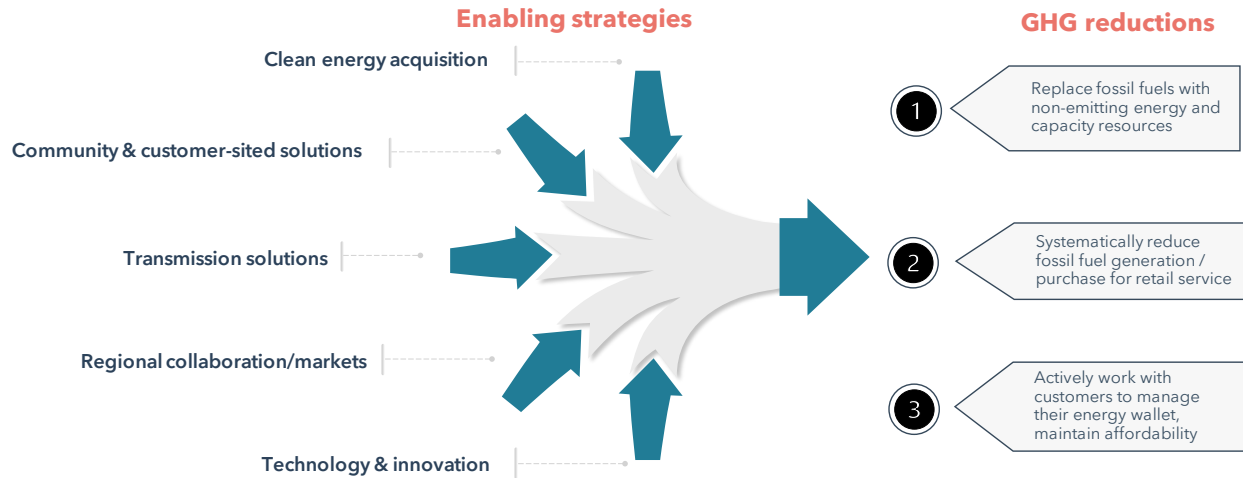 Enabling strategies
GHG reductions
Clean energy acquisition
Community & customer-sited solutions
Transmission solutions
Regional collaboration/markets
Technology & innovation
1
Replace fossil fuels with
non-emitting energy and
capacity resources
2
Systematically reduce
fossil fuel generation /
purchase for retail service
3
Actively work with
customers to manage
their energy wallet,
maintain affordability